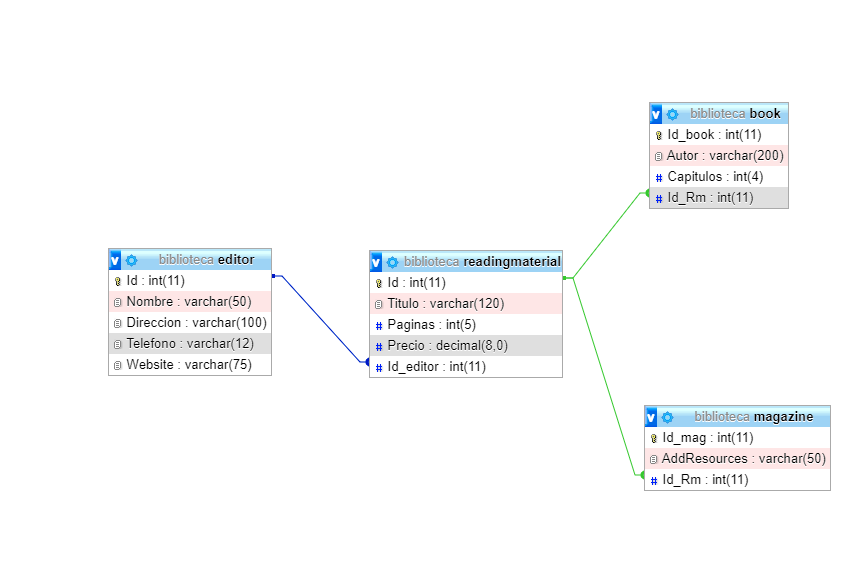 biblioteca editor
Id : int(11)
Nombre : varchar(50)
Direccion : varchar(100)
Telefono : varchar(12)
Website : varchar(75)
biblioteca readingmaterial
Id : int(11)
Titulo : varchar(120)
Paginas : int(5)
Precio : decimal(8,0)
Id_editor : int(11)
biblioteca book
Id_book : int(11)
Autor : varchar(200)
Capitulos : int(4)
Id_Rm : int(11)
biblioteca magazine
Id_mag : int(11)
AddResources : varchar(50)
Id_Rm : int(11)